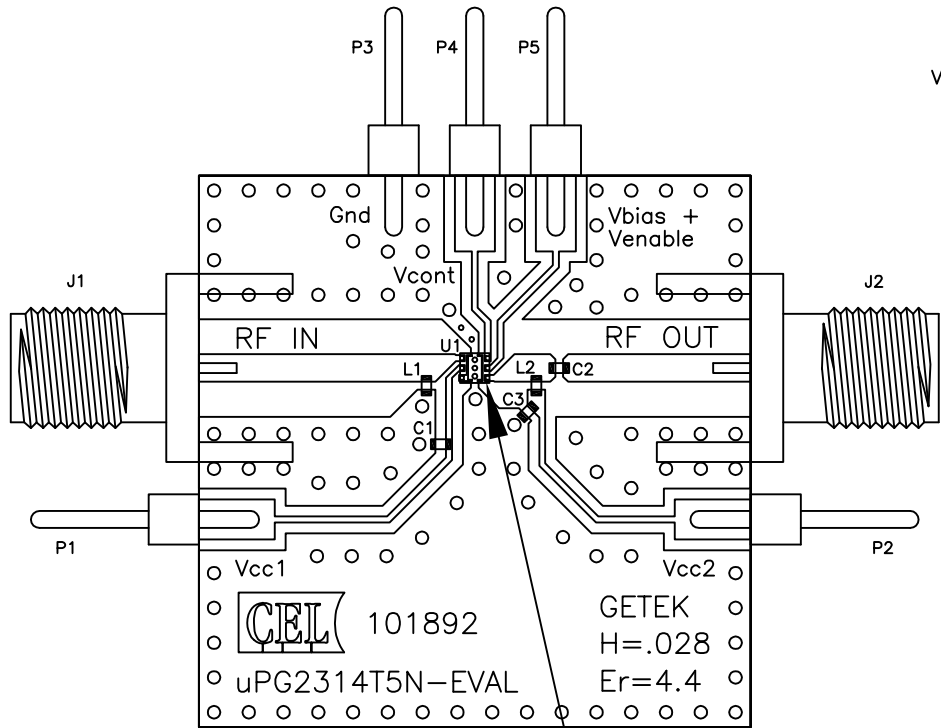 P3 P4 P5
V
Gnd
Vbias +
Venable
J1
Vcont
J2
RF IN
U1
RF OUT
L1
L2
C2
C3
C1
P1
P2
Vcc1
Vcc2
CEL 101892
GETEK
H=.028
uPG2314T5N-EVAL
Er=4.4